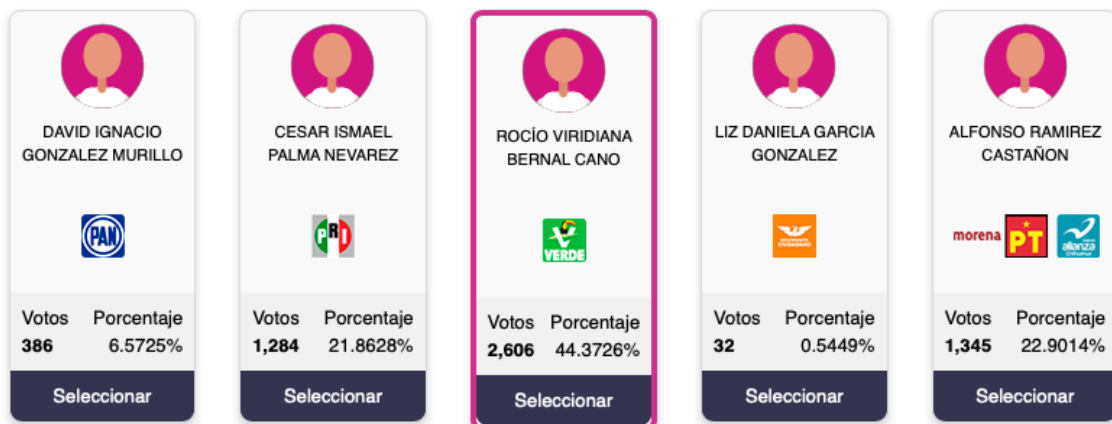 DAVID IGNACIO
GONZALEZ MURILLO
PAN
Votos Porcentaje
386 6.5725%
Seleccionar
CESAR ISMAEL
PALMA NEVAREZ
PRI
Votos Porcentaje
1,284 21.8628%
Seleccionar
ROCÍO VIRIDIANA
BERNAL CANO
VERDE
Votos Porcentaje
2,606 44.3726%
Seleccionar
LIZ DANIELA GARCIA
GONZALEZ
MOVIMIENTO
CIUDADANO
Votos Porcentaje
32 0.5449%
Seleccionar
ALFONSO RAMIREZ
CASTAÑON
morena PT alianza
Chihuahua
Votos Porcentaje
1,345 22.9014%
Seleccionar